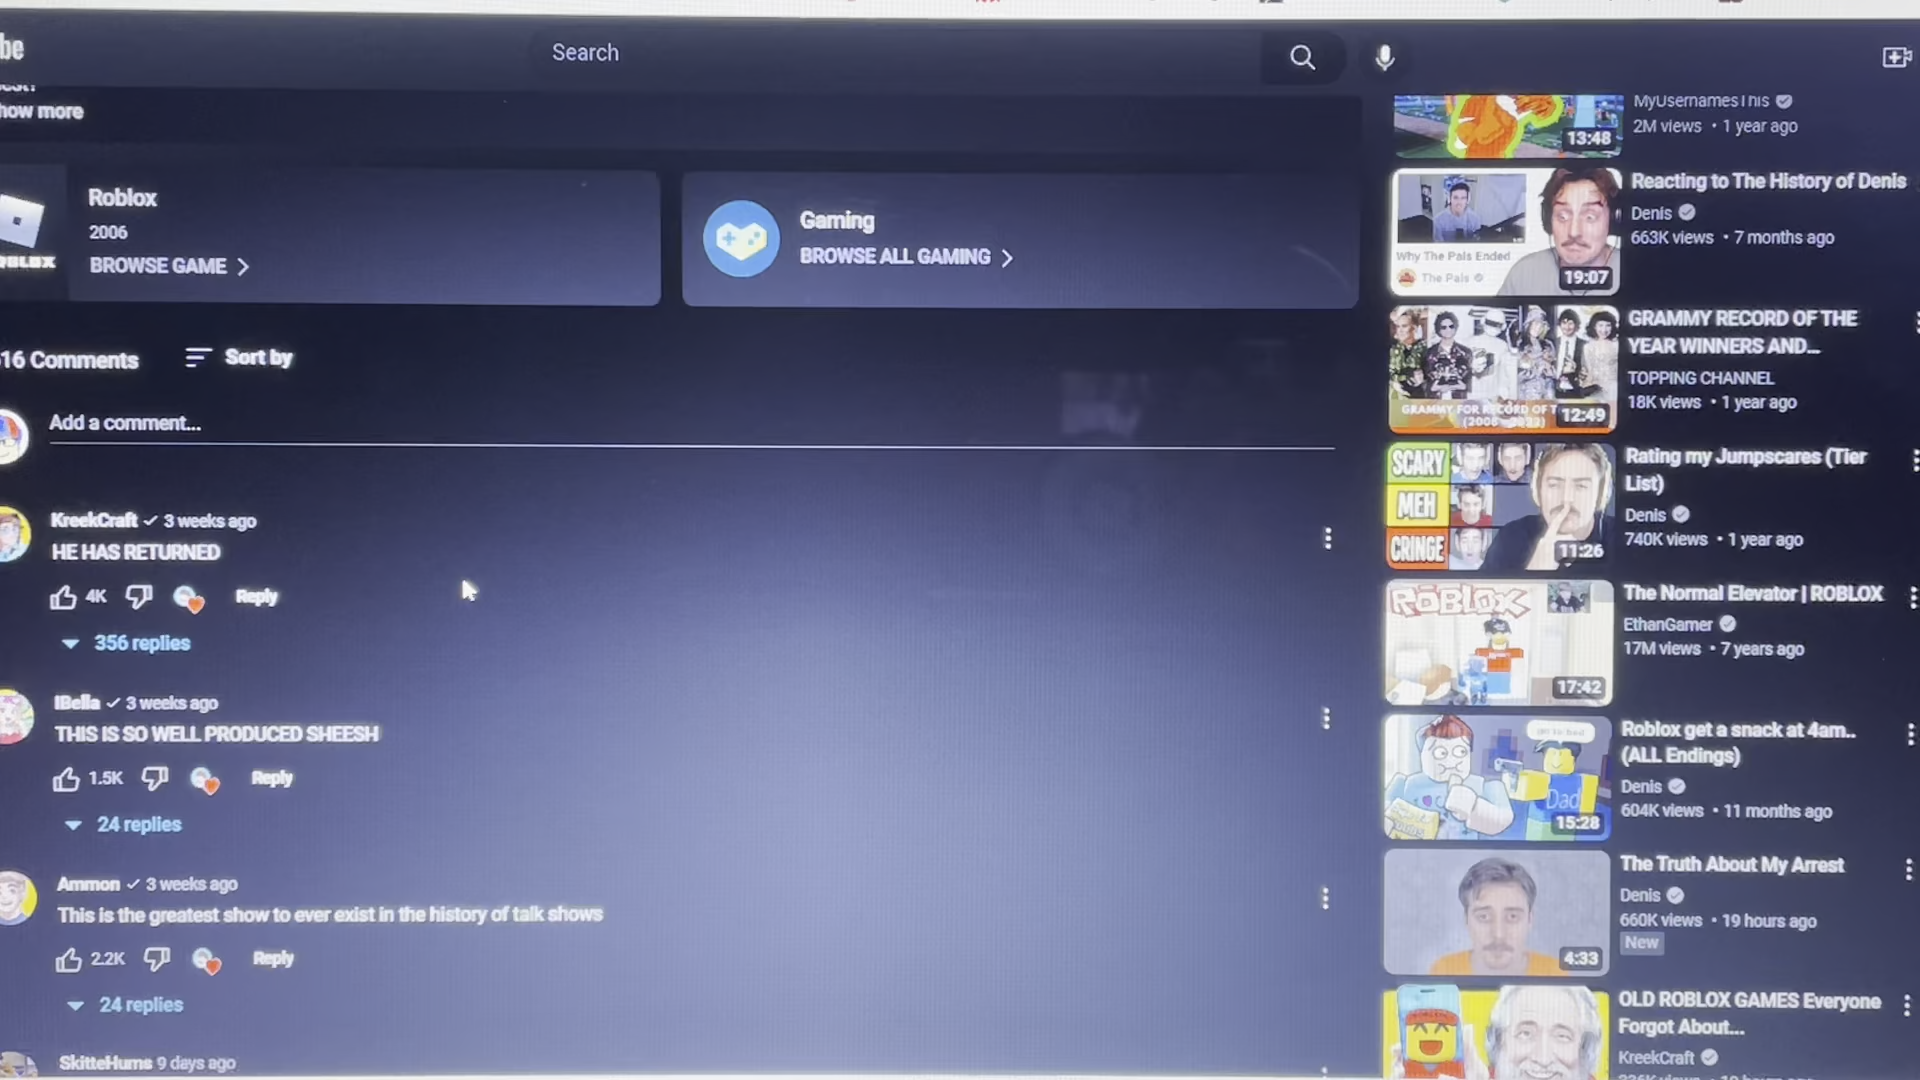 be
Search
how more
Roblox
2006
BROWSE GAME
Gaming
BROWSE ALL GAMING
16 Comments
Sort by
Add a comment...
KreekCraft 3 weeks ago
HE HAS RETURNED
4K
Reply
356 replies
IBella 3 weeks ago
THIS IS SO WELL PRODUCED SHEESH
1.5K
Reply
24 replies
Ammon 3 weeks ago
This is the greatest show to ever exist in the history of talk shows
2.2K
Reply
24 replies
SkitteHums 9 days ago
MyUsernamesThis
2M views • 1 year ago
13:48
Reacting to The History of Denis
Denis
663K views • 7 months ago
Why The Pals Ended
The Pals
19:07
GRAMMY RECORD OF THE
YEAR WINNERS AND...
TOPPING CHANNEL
18K views • 1 year ago
12:49
Rating my Jumpscares (Tier
List)
Denis
740K views • 1 year ago
SCARY
MEH
CRINGE
11:26
The Normal Elevator | ROBLOX
EthanGamer
17M views • 7 years ago
ROBLOX
17:42
Roblox get a snack at 4am..
(ALL Endings)
Denis
604K views • 11 months ago
Dad
15:28
The Truth About My Arrest
Denis
660K views • 19 hours ago
New
4:33
OLD ROBLOX GAMES Everyone
Forgot About...
KreekCraft